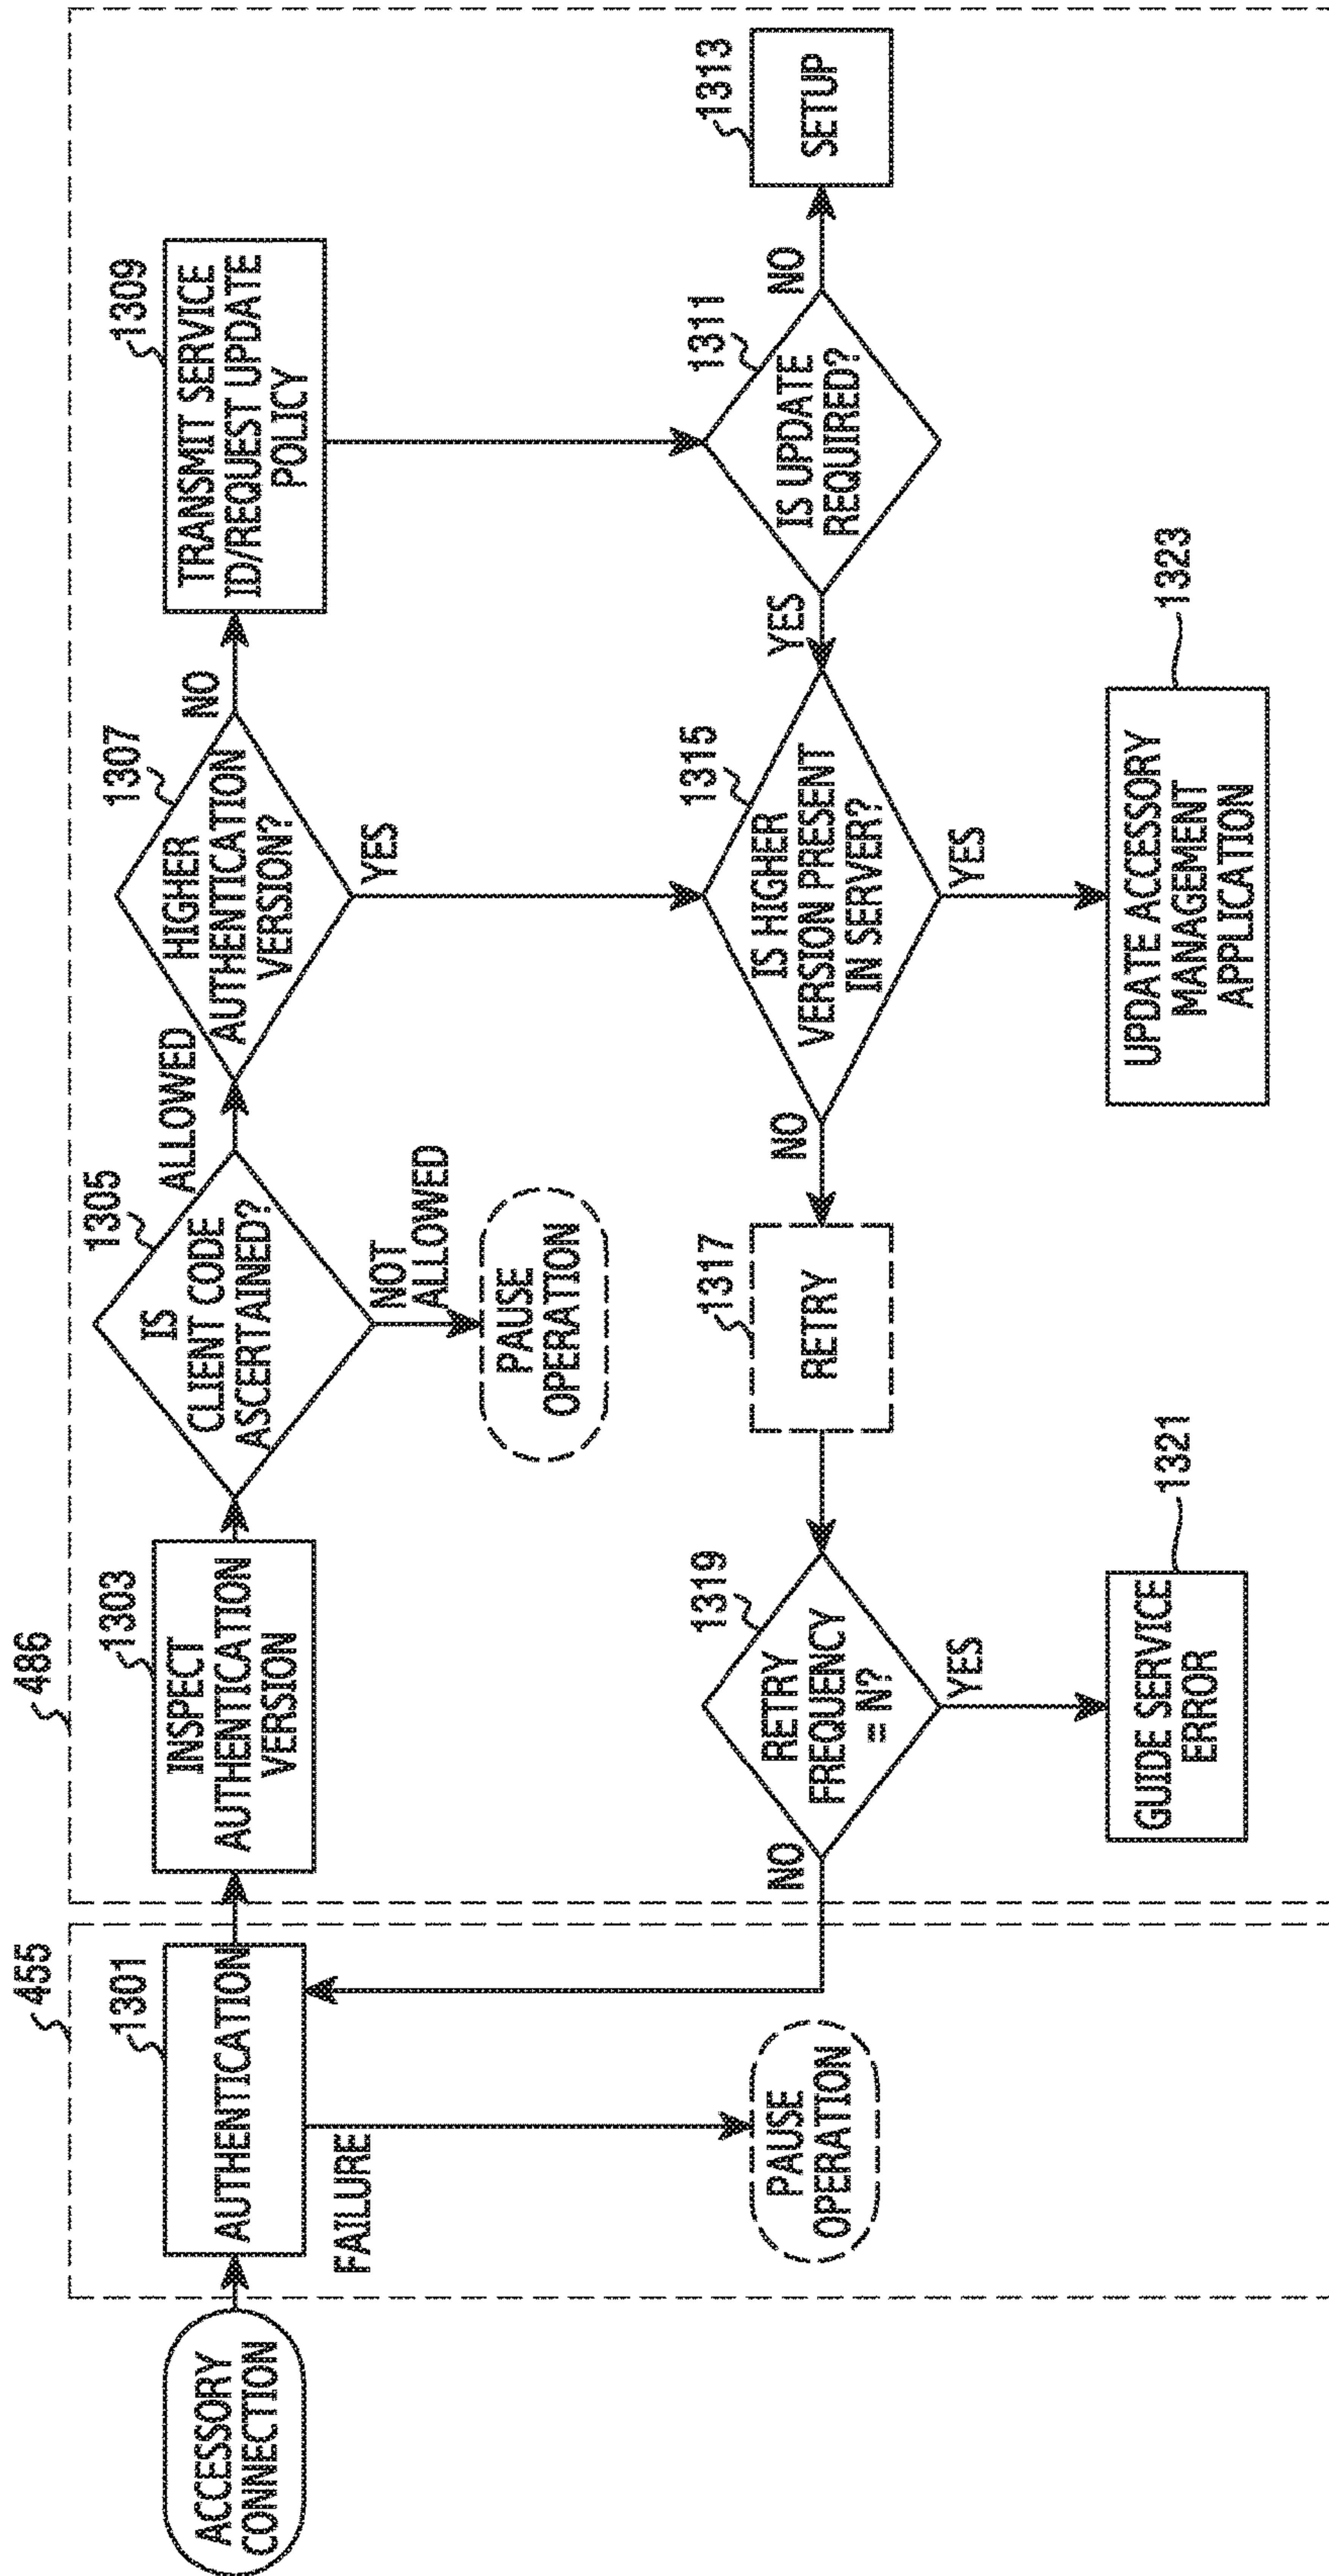 455
486
ACCESSORY
CONNECTION
1301
AUTHENTICATION
FAILURE
PAUSE
OPERATION
1303
INSPECT
AUTHENTICATION
VERSION
1305
IS
CLIENT CODE
ASCERTAINED?
ALLOWED
NOT
ALLOWED
PAUSE
OPERATION
1307
HIGHER
AUTHENTICATION
VERSION?
NO
YES
1309
TRANSMIT SERVICE
ID/REQUEST UPDATE
POLICY
1311
IS UPDATE
REQUIRED?
NO
YES
1313
SETUP
1315
IS HIGHER
VERSION PRESENT
IN SERVER?
NO
YES
1317
RETRY
1319
RETRY
FREQUENCY
= N?
NO
YES
1321
GUIDE SERVICE
ERROR
1323
UPDATE ACCESSORY
MANAGEMENT
APPLICATION